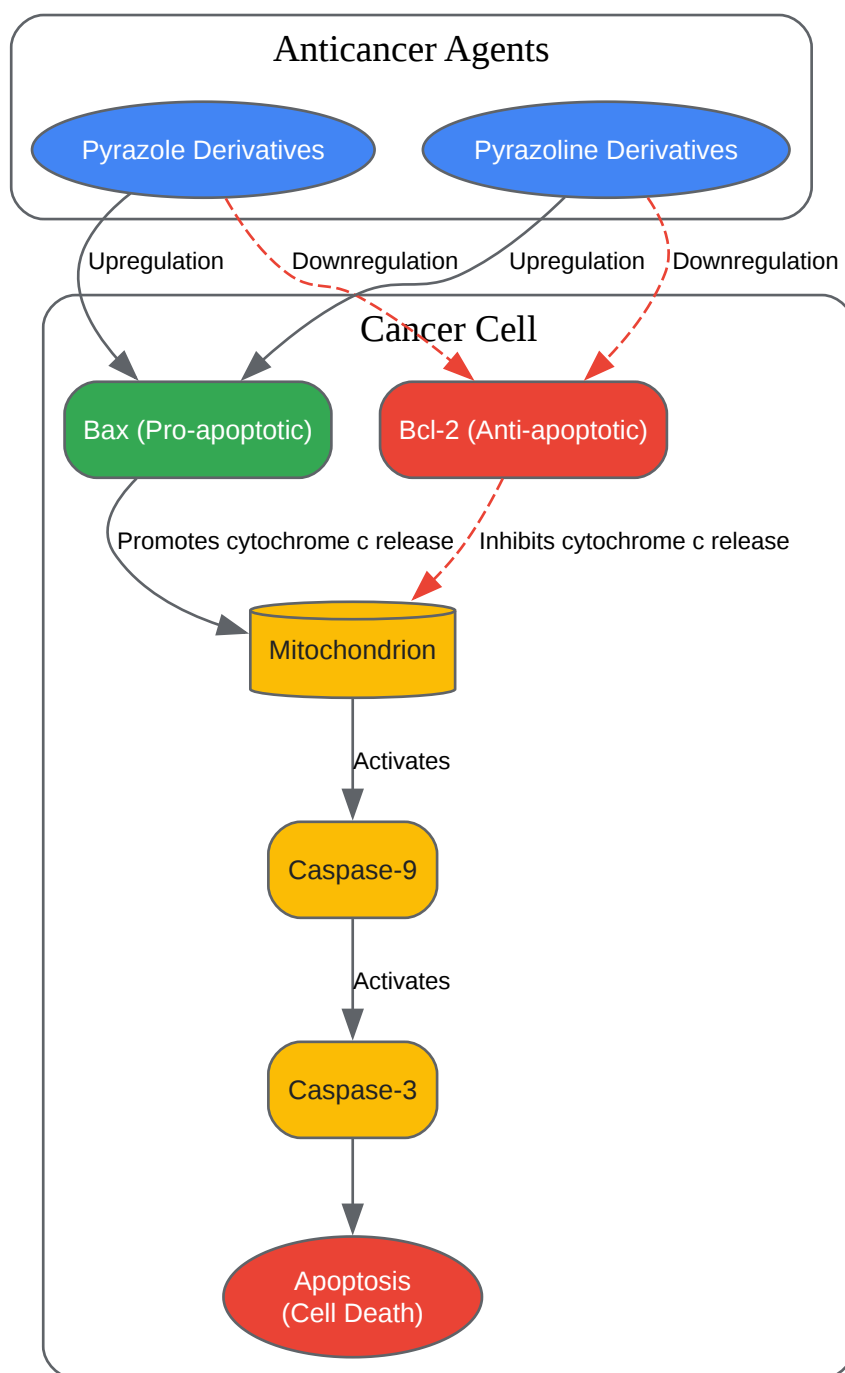 Anticancer Agents
Pyrazole Derivatives
Pyrazoline Derivatives
Upregulation
Downregulation
Upregulation
Downregulation
Cancer Cell
Bax (Pro-apoptotic)
Bcl-2 (Anti-apoptotic)
Promotes cytochrome c release
Inhibits cytochrome c release
Mitochondrion
Activates
Caspase-9
Activates
Caspase-3
Apoptosis
(Cell Death)